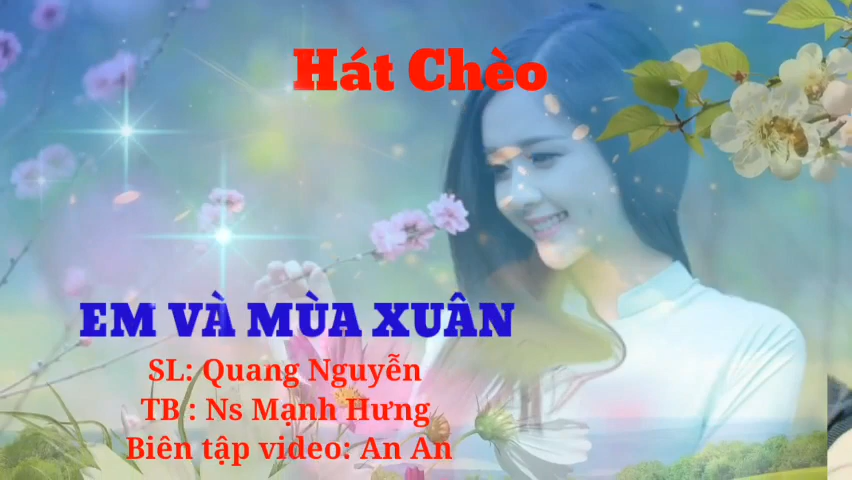 Hát Chèo
EM VÀ MÙA XUÂN
SL: Quang Nguyễn
TB : Ns Mạnh Hưng
Biên tập video: An An